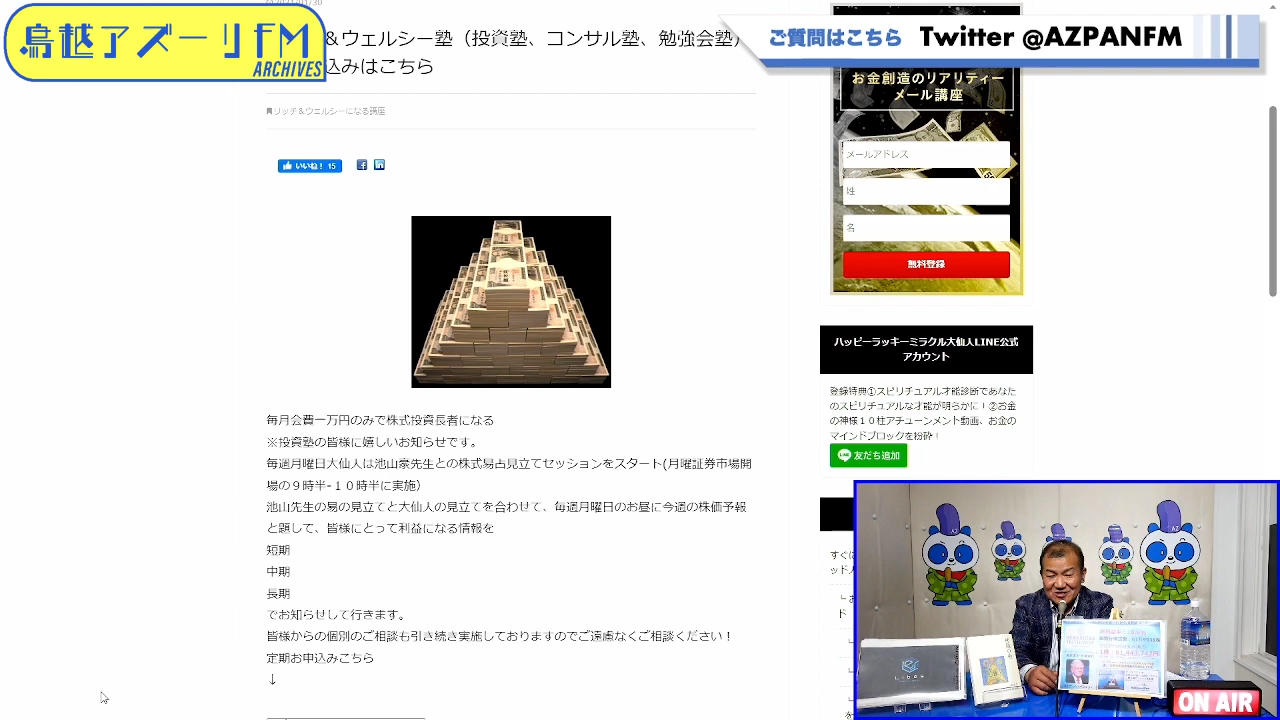 鳥越アズーリFM
ARCHIVES
ご質問はこちら Twitter @AZPANFM
&ウェルシー塾（投資塾、コンサル塾、勉強会塾）
込みはこちら
リッチ&ウェルシーになる講座
いいね！ 15
毎月会費一万円のみで株式投資長者になる
※投資塾の皆様に嬉しいお知らせです。
毎週月曜日大仙人は池山豪先生との株式易占見立てセッションをスタート(月曜証券市場開
場の９時半-１０時半に実施）
池山先生の易の見立てと大仙人の見立てを合わせて、毎週月曜日のお昼に今週の株価予報
と題して、皆様にとって利益になる情報を
短期
中期
長期
でお知らせして行きます。
皆様からの個別銘柄相談も継続ご実施しておりますのでご遠慮なくご相談ください！
定期お申込みこちら
↓
お金創造のリアリティー
メール講座
メールアドレス
姓
名
無料登録
ハッピーラッキーミラクル大仙人LINE公式
アカウント
登録特典①スピリチュアル才能診断であなた
のスピリチュアルな才能が明らかに！②お金
の神様１０柱アチューンメント動画、お金の
マインドブロックを粉砕！
LINE 友だち追加
すぐに
ッド
ド
を
Libes
ON AIR